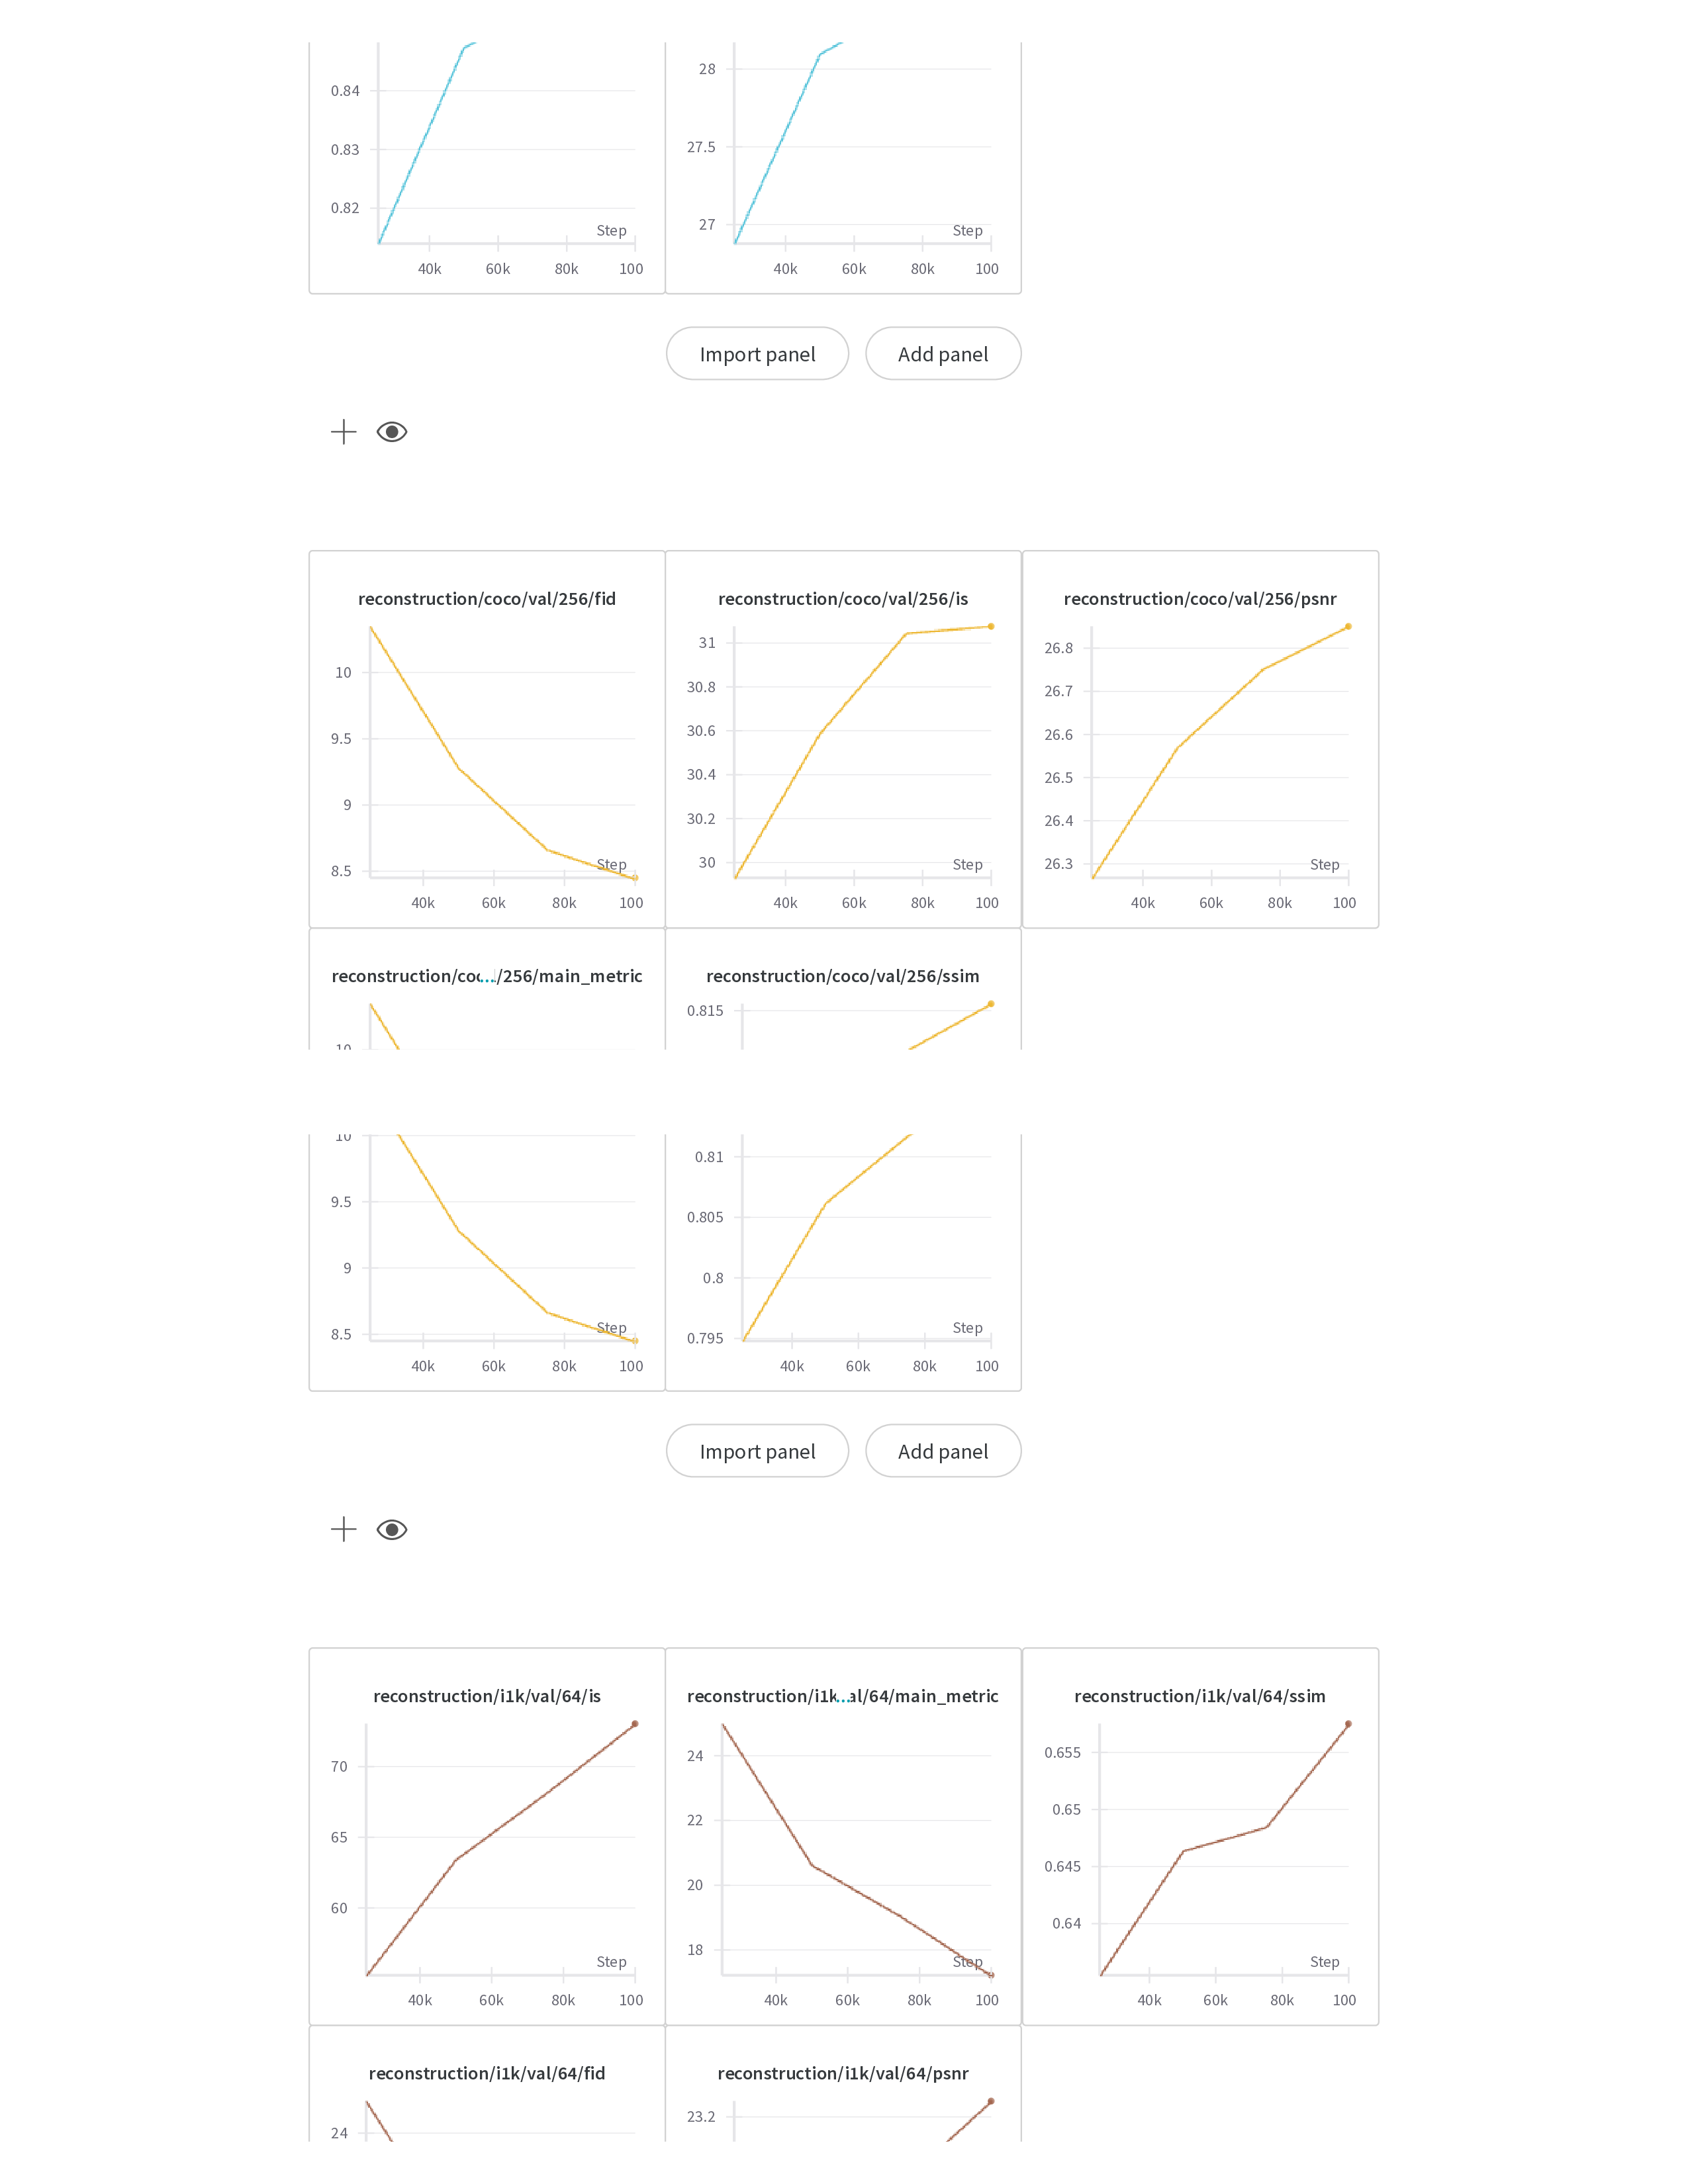 0.84
28
0.83
27.5
0.82
27
Step
Step
40k 60k 80k 100
40k 60k 80k 100
Import panel
Add panel
reconstruction/coco/val/256/fid
10
9.5
9
8.5
Step
40k 60k 80k 100
reconstruction/coco/val/256/is
31
30.8
30.6
30.4
30.2
30
Step
40k 60k 80k 100
reconstruction/coco/val/256/psnr
26.8
26.7
26.6
26.5
26.4
26.3
Step
40k 60k 80k 100
reconstruction/coc.../256/main_metric
10
reconstruction/coco/val/256/ssim
0.815
10
9.5
9
8.5
Step
40k 60k 80k 100
0.81
0.805
0.8
0.795
Step
40k 60k 80k 100
Import panel
Add panel
reconstruction/i1k/val/64/is
70
65
60
Step
40k 60k 80k 100
reconstruction/i1k...al/64/main_metric
24
22
20
18
Step
40k 60k 80k 100
reconstruction/i1k/val/64/ssim
0.655
0.65
0.645
0.64
Step
40k 60k 80k 100
reconstruction/i1k/val/64/fid
24
reconstruction/i1k/val/64/psnr
23.2